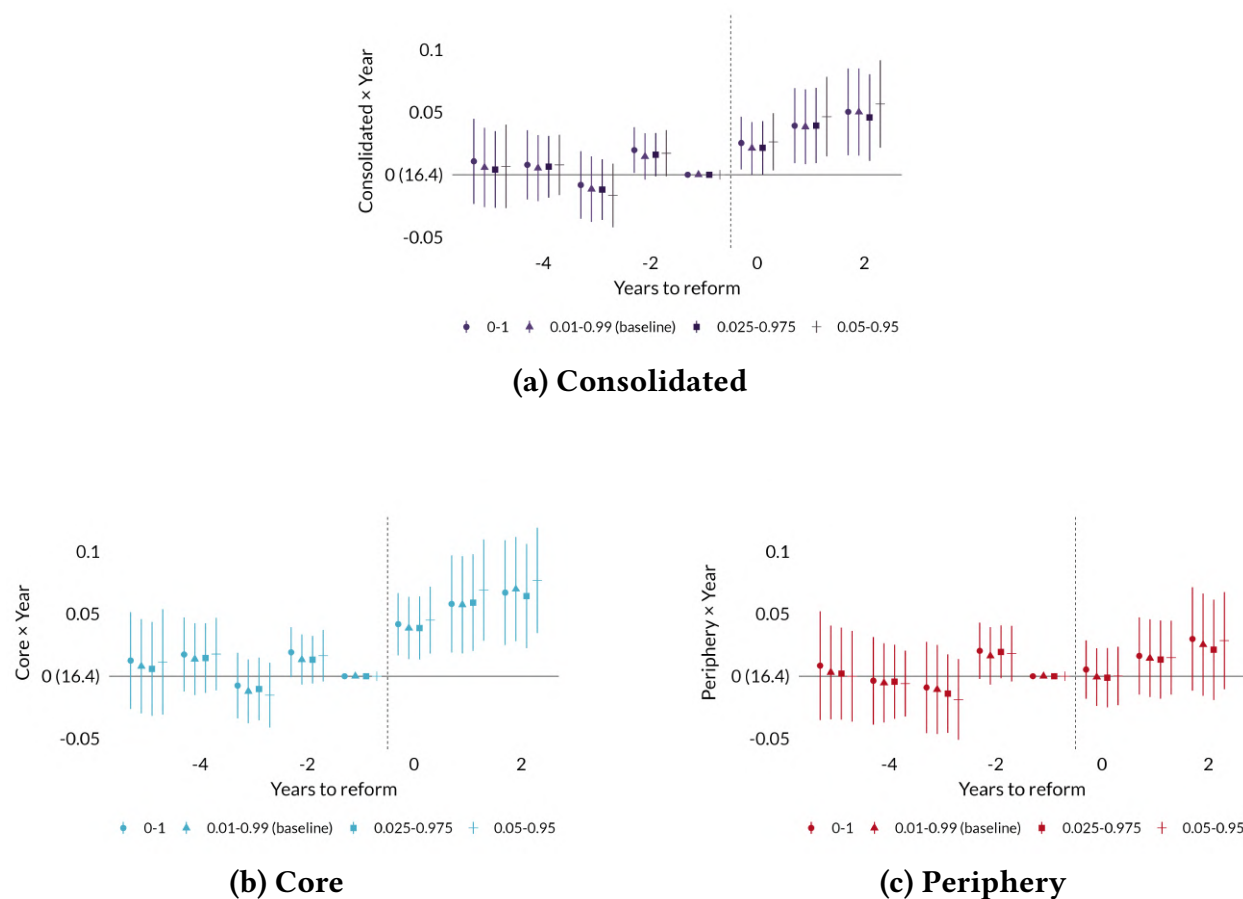 Consolidated × Year
0.1
0.05
0 (16.4)
-0.05
-4 -2 0 2
Years to reform
0-1 0.01-0.99 (baseline) 0.025-0.975 0.05-0.95
(a) Consolidated
Core × Year
0.1
0.05
0 (16.4)
-0.05
-4 -2 0 2
Years to reform
0-1 0.01-0.99 (baseline) 0.025-0.975 0.05-0.95
(b) Core
Periphery × Year
0.1
0.05
0 (16.4)
-0.05
-4 -2 0 2
Years to reform
0-1 0.01-0.99 (baseline) 0.025-0.975 0.05-0.95
(c) Periphery